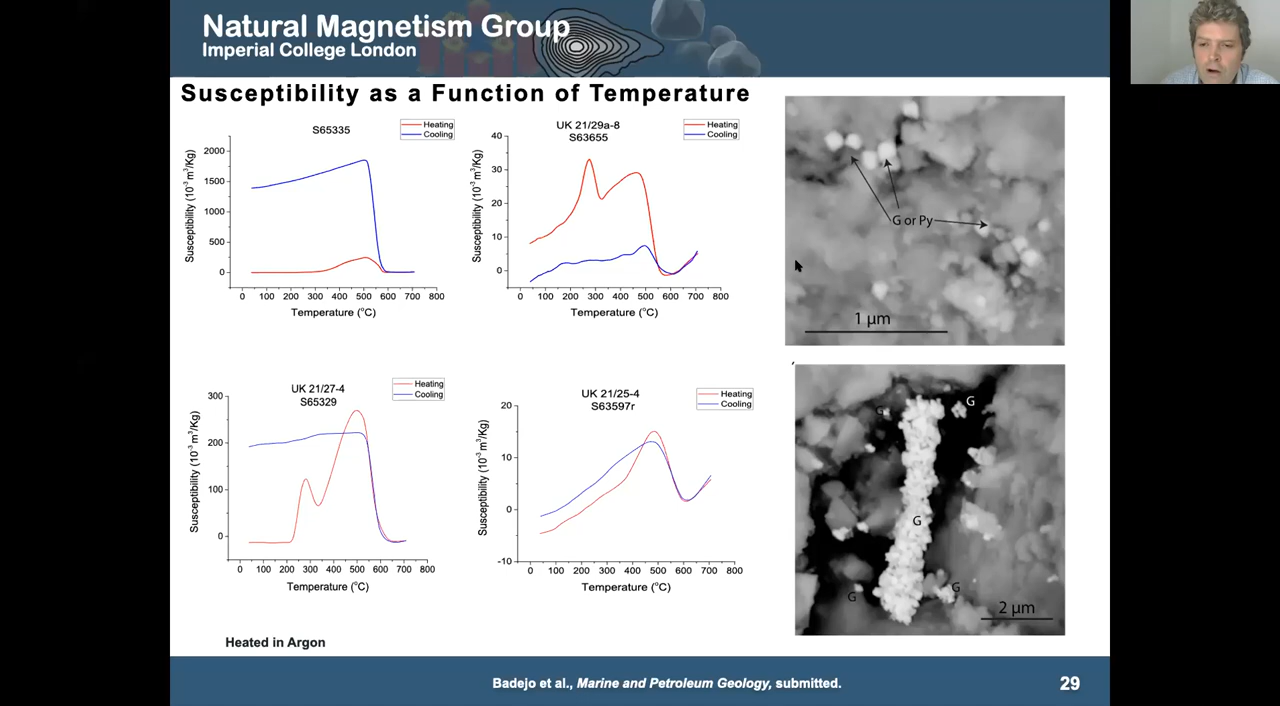 Natural Magnetism Group
Imperial College London
Susceptibility as a Function of Temperature
S65335
Heating
Cooling
Susceptibility (10⁻³ m³/Kg)
2000
1500
1000
500
0
0 100 200 300 400 500 600 700 800
Temperature (°C)
UK 21/29a-8
S63655
Heating
Cooling
Susceptibility (10⁻³ m³/Kg)
40
30
20
10
0
0 100 200 300 400 500 600 700 800
Temperature (°C)
G or Py
1 µm
UK 21/27-4
S65329
Heating
Cooling
Susceptibility (10⁻³ m³/Kg)
300
200
100
0
0 100 200 300 400 500 600 700 800
Temperature (°C)
UK 21/25-4
S63597r
Heating
Cooling
Susceptibility (10⁻³ m³/Kg)
20
10
0
-10
0 100 200 300 400 500 600 700 800
Temperature (°C)
G
G
G
G
G
2 µm
Heated in Argon
Badejo et al., Marine and Petroleum Geology, submitted.
29